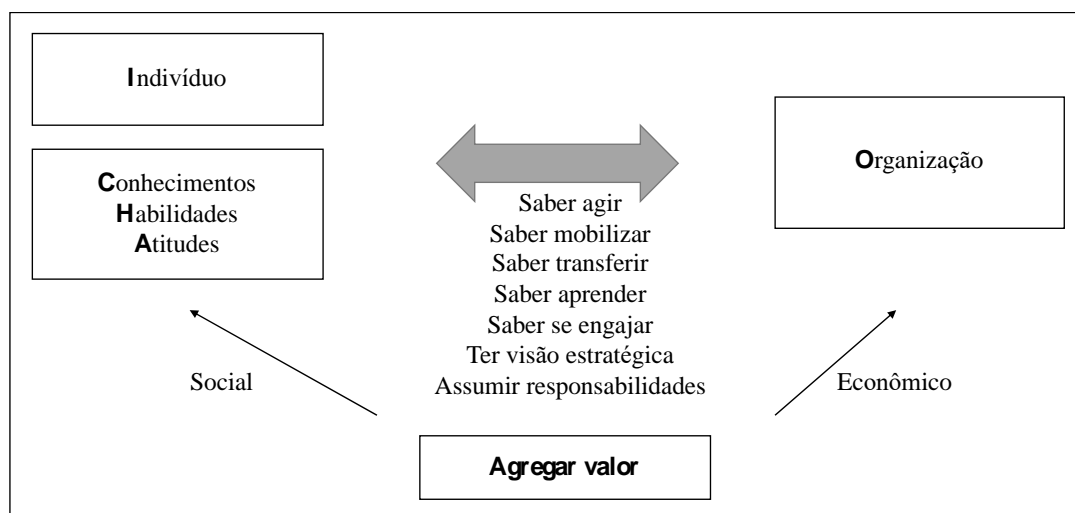 Indivíduo
Conhecimentos
Habilidades
Atitudes
Organização
Saber agir
Saber mobilizar
Saber transferir
Saber aprender
Saber se engajar
Ter visão estratégica
Assumir responsabilidades
Social
Econômico
Agregar valor